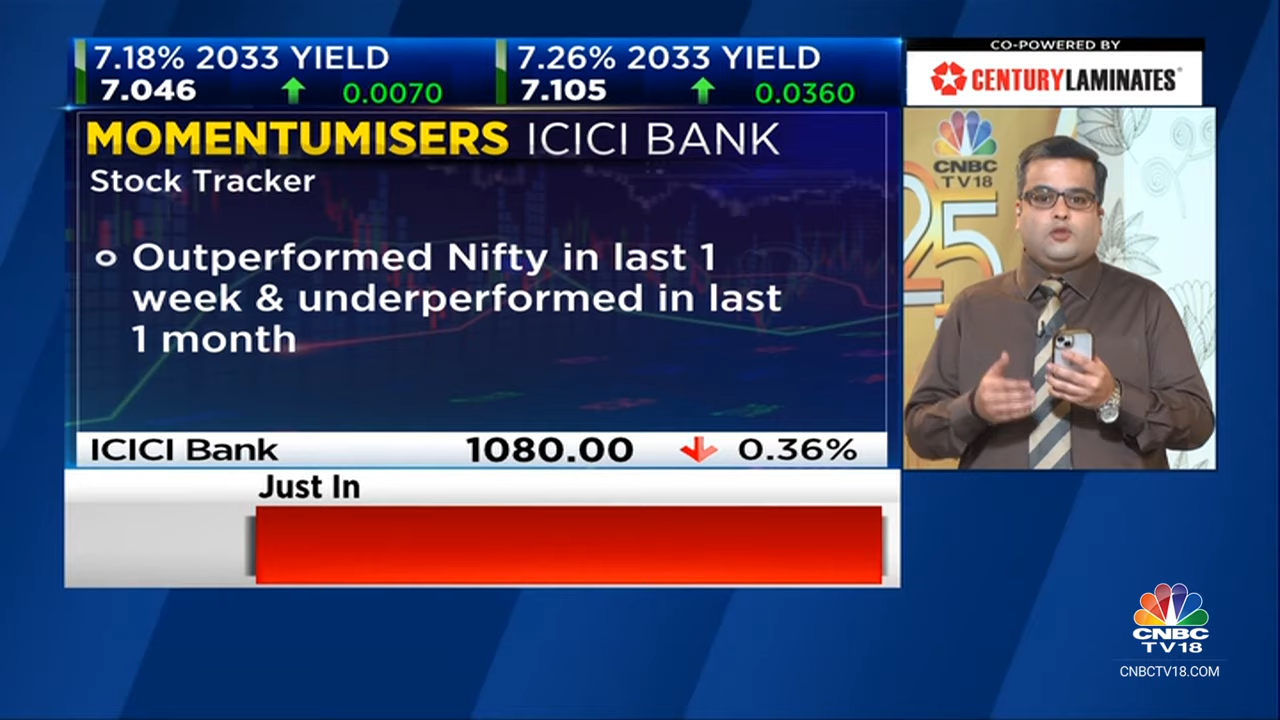 7.18% 2033 YIELD
7.046 0.0070
7.26% 2033 YIELD
7.105 0.0360
CO-POWERED BY
CENTURYLAMINATES®
MOMENTUMISERS ICICI BANK
Stock Tracker
Outperformed Nifty in last 1
week & underperformed in last
1 month
ICICI Bank 1080.00 0.36%
Just In
CNBC
TV18
25
CNBC
TV18
CNBCTV18.COM